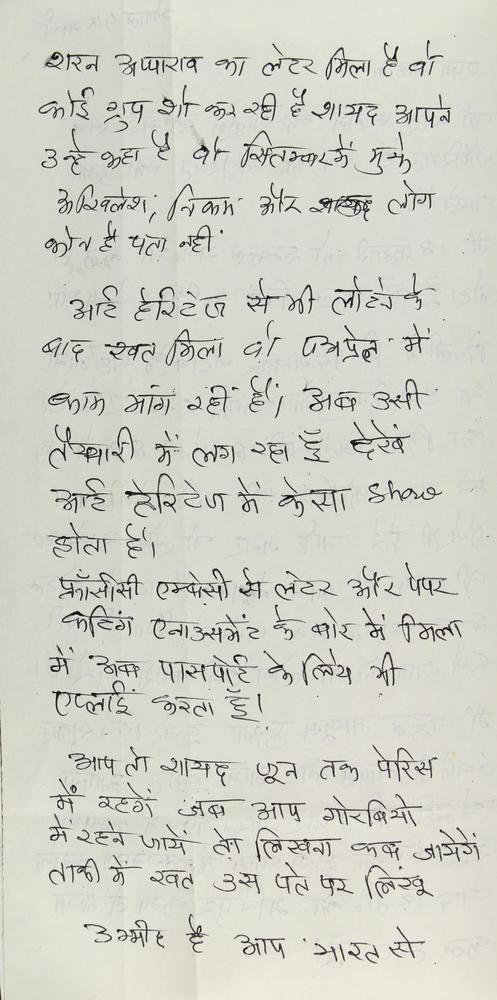 शरन अप्पाराव का लेटर मिला है वो
कोई ग्रुप शो कर रही है शायद आपने
उन्हे कहा है वो सितम्बर में मुझे
अखिलेश, निकम और लोग
कोन है पता नहीं
आर्ट हेरिटेज से भी लोटने के
बाद खत मिला वो अप्रेल में
काम मांग रहीं हैं। अब उसी
तैय्यारी में लग रहा हूँ देखें
आर्ट हेरिटेज में केसा Show
होता है।
फ्राँसीसी एम्बेसी से लेटर और पेपर
कटिंग एनाउसमेंट के बारे में मिला
में अब पासपोर्ट के लिये भी
एप्लाई करता हूँ।
आप तो शायद जून तक पेरिस
में रहगें जब आप गोरबियो
मे रहने जायें तो लिखना कब जायेगें
ताकी में खत उस पते पर लिखू
उम्मीद है आप भारत से